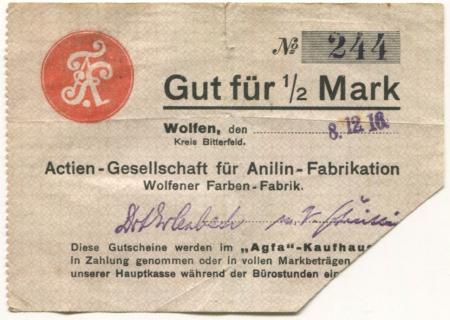 № 244
Gut für 1/2 Mark
Wolfen, den 8.12.16.
Kreis Bitterfeld.
Actien-Gesellschaft für Anilin-Fabrikation
Wolfener Farben-Fabrik.
Diese Gutscheine werden im „Agfa"-Kaufhau
in Zahlung genommen oder in vollen Markbeträgen
unserer Hauptkasse während der Bürostunden ein